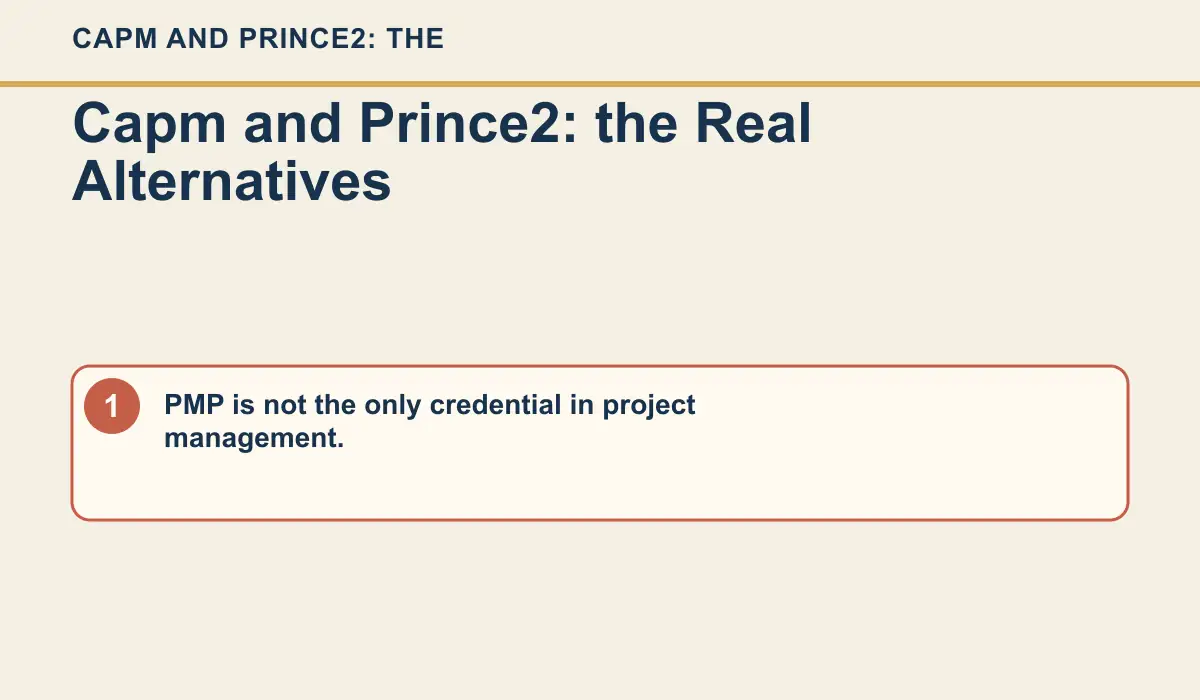 CAPM AND PRINCE2: THE
Capm and Prince2: the Real
Alternatives
1
PMP is not the only credential in project
management.